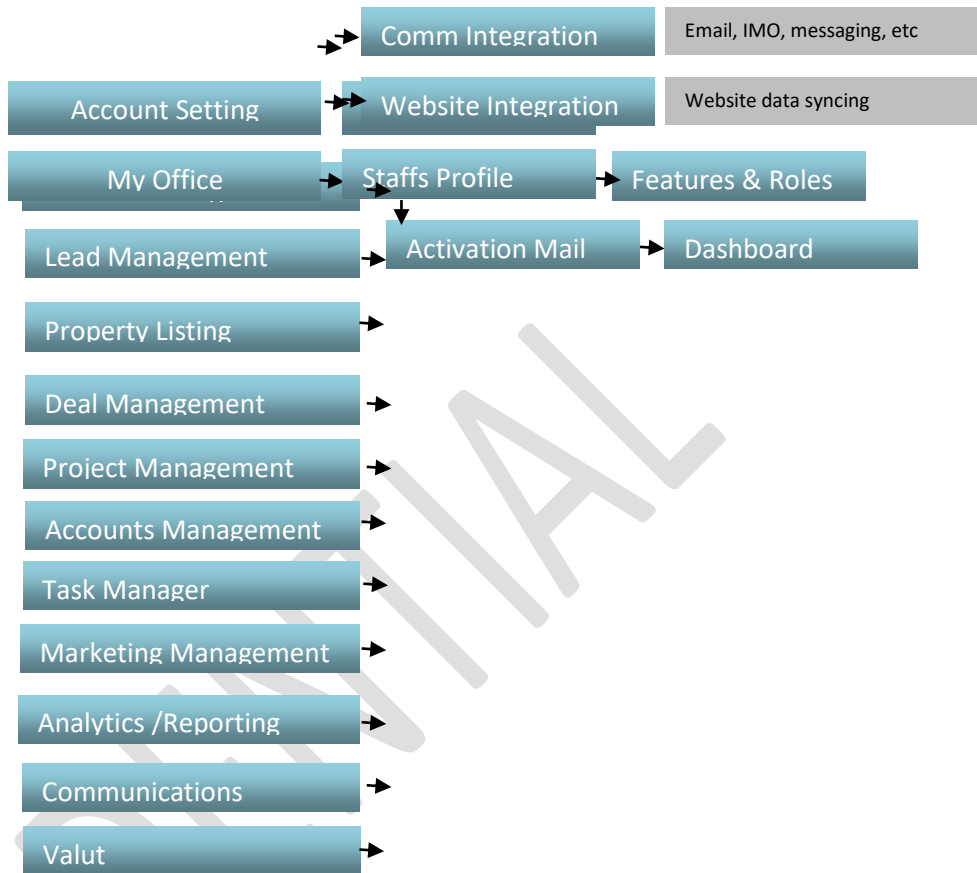 Comm Integration
Email, IMO, messaging, etc
Account Setting
Website Integration
Website data syncing
My Office
Staffs Profile
Features & Roles
Lead Management
Activation Mail
Dashboard
Property Listing
Deal Management
Project Management
Accounts Management
Task Manager
Marketing Management
Analytics /Reporting
Communications
Valut
DENTIAL